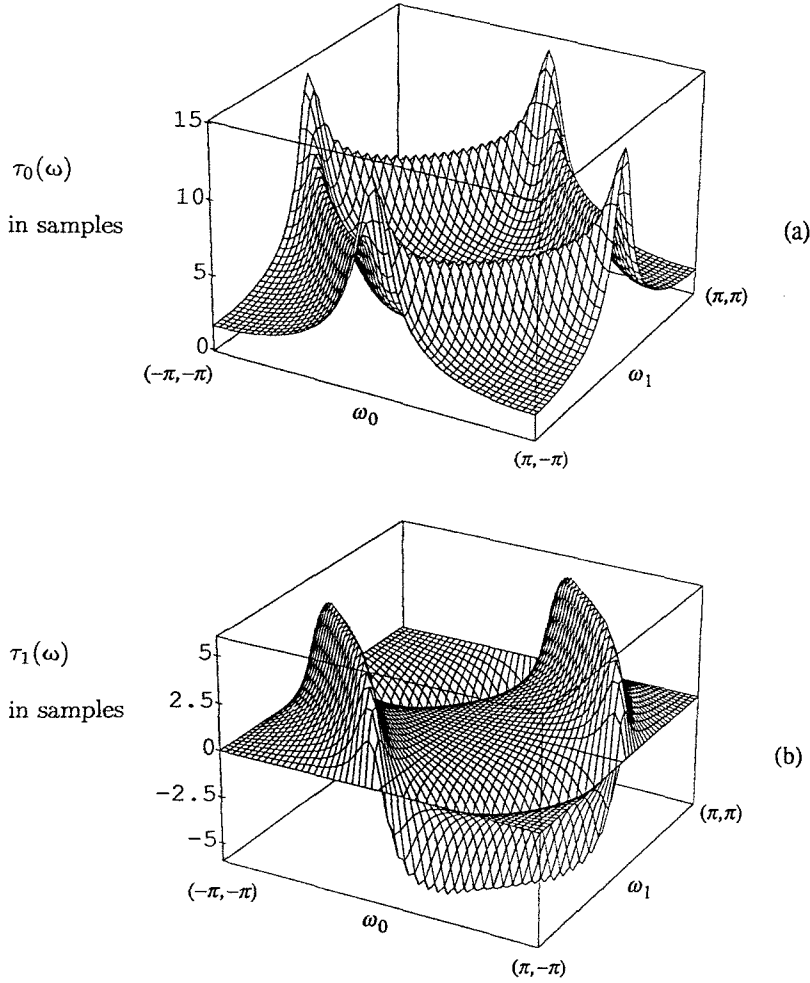 15
τ₀(ω)
10
in samples
(a)
5
(π,π)
0
(-π,-π)
ω₁
ω₀
(π,-π)
τ₁(ω)
5
in samples
2.5
0
(b)
-2.5
-5
(π,π)
(-π,-π)
ω₁
ω₀
(π,-π)